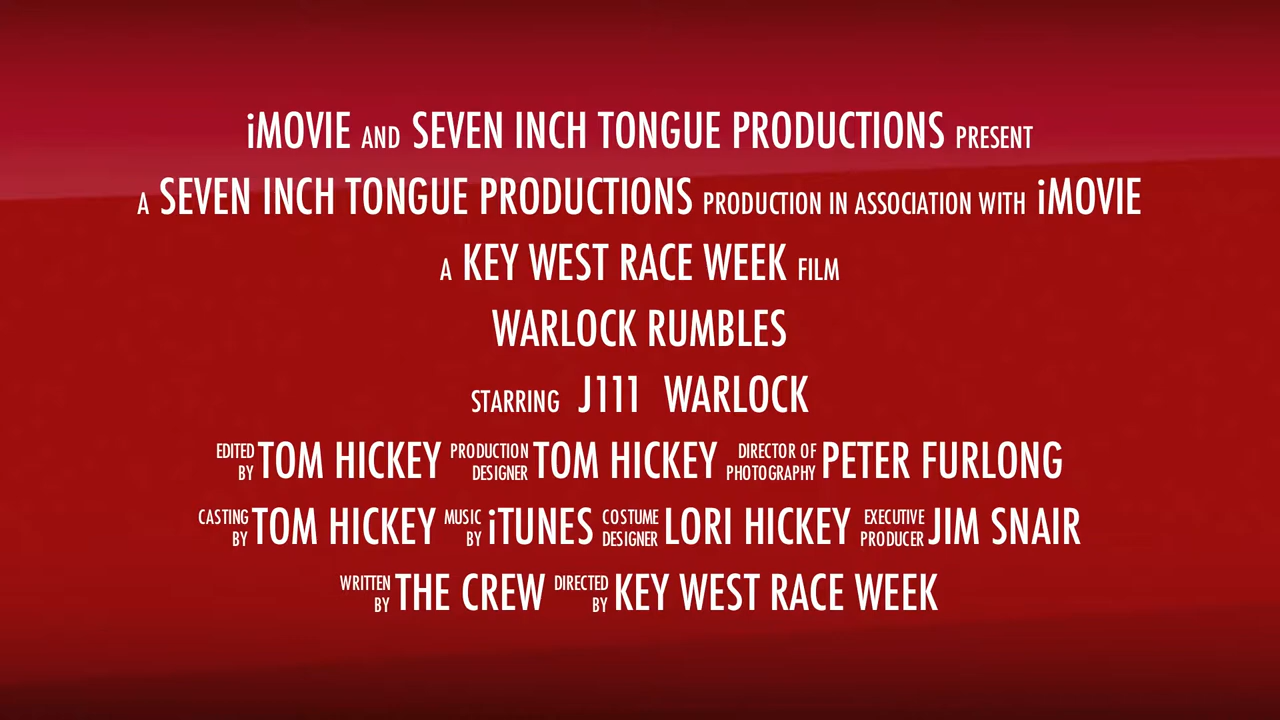 iMOVIE AND SEVEN INCH TONGUE PRODUCTIONS PRESENT
A SEVEN INCH TONGUE PRODUCTIONS PRODUCTION IN ASSOCIATION WITH iMOVIE
A KEY WEST RACE WEEK FILM
WARLOCK RUMBLES
STARRING J111 WARLOCK
EDITED BY TOM HICKEY PRODUCTION DESIGNER TOM HICKEY DIRECTOR OF PHOTOGRAPHY PETER FURLONG
CASTING BY TOM HICKEY MUSIC BY iTUNES COSTUME DESIGNER LORI HICKEY EXECUTIVE PRODUCER JIM SNAIR
WRITTEN BY THE CREW DIRECTED BY KEY WEST RACE WEEK